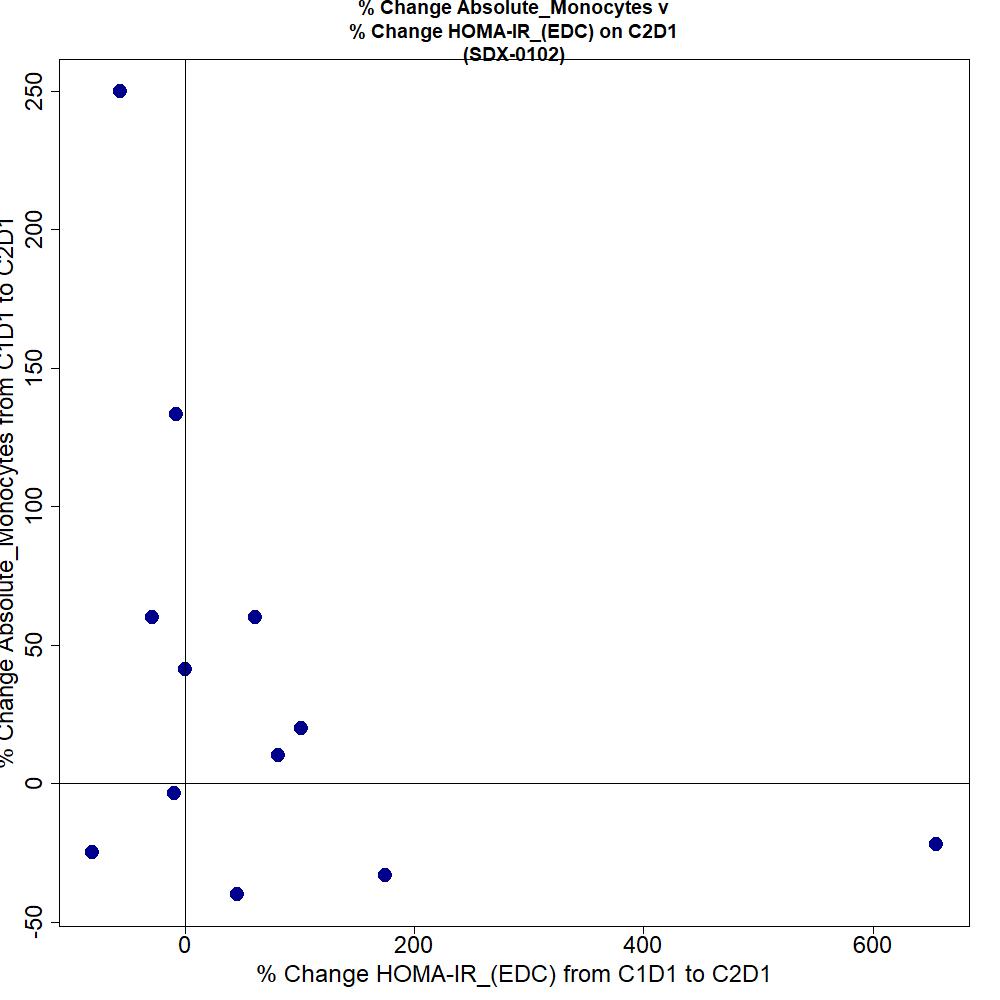 % Change Absolute_Monocytes v
% Change HOMA-IR_(EDC) on C2D1
(SDX-0102)
% Change Absolute_Monocytes from C1D1 to C2D1
250
200
150
100
50
0
-50
0 200 400 600
% Change HOMA-IR_(EDC) from C1D1 to C2D1